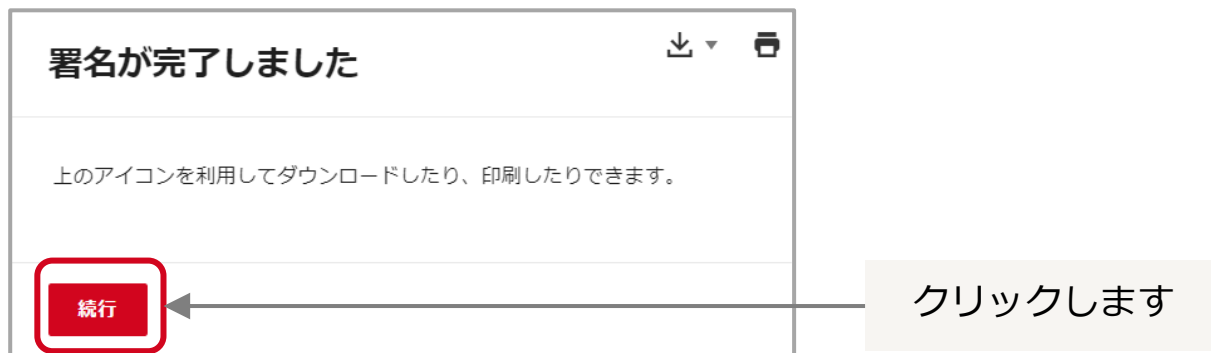 署名が完了しました
上のアイコンを利用してダウンロードしたり、印刷したりできます。
続行
クリックします